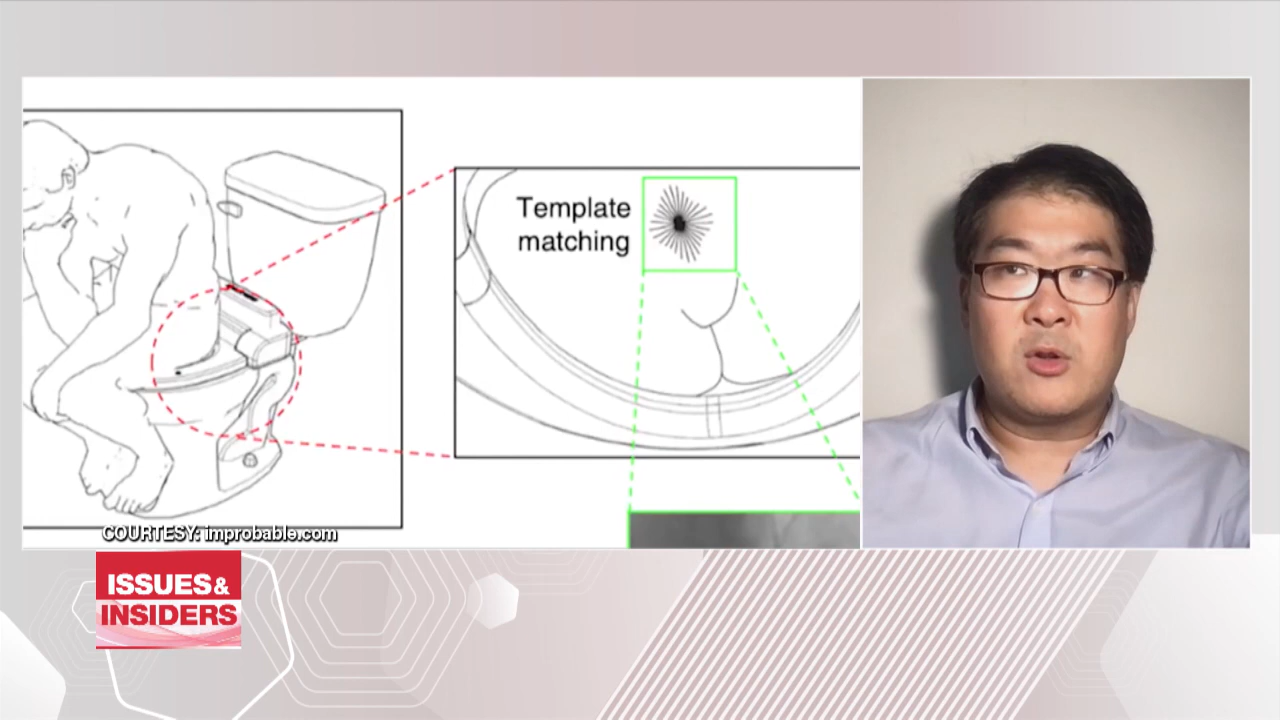 Template
matching
COURTESY: improbable.com
ISSUES&
INSIDERS